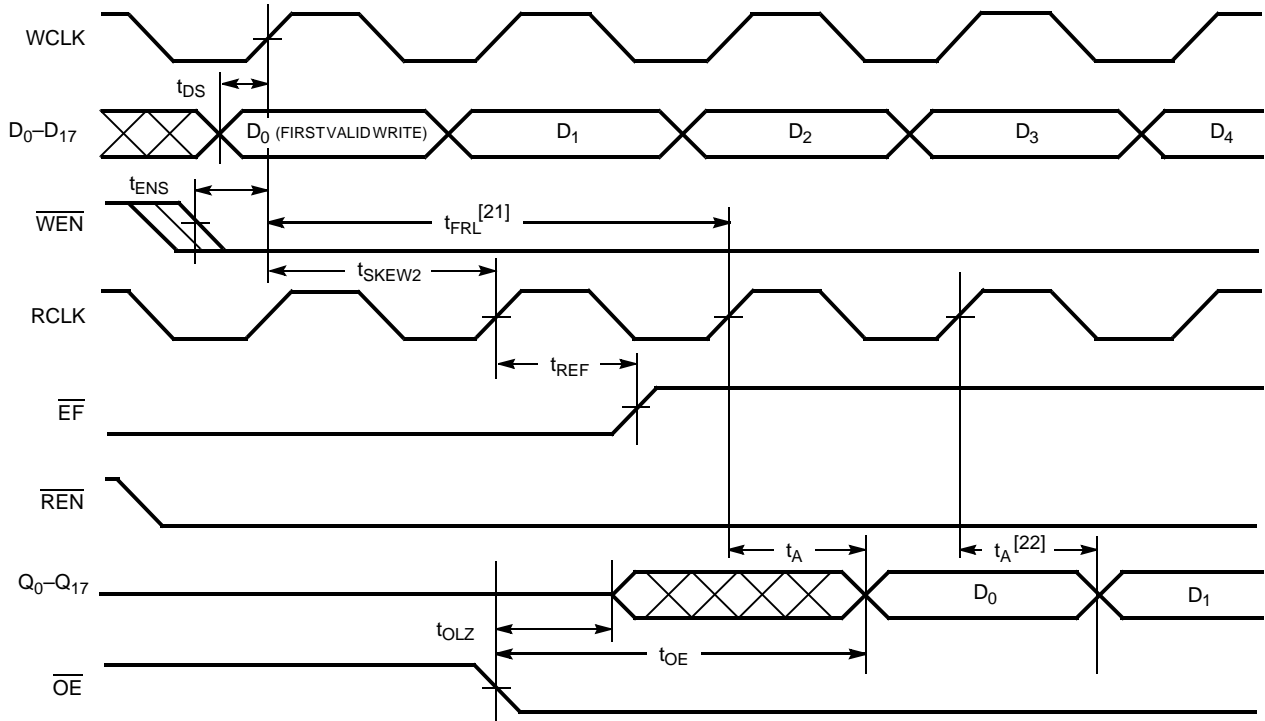 WCLK
tDS
D0–D17
D0 (FIRST VALID WRITE)
D1
D2
D3
D4
tENS
WEN
tFRL[21]
tSKEW2
RCLK
tREF
EF
REN
tA
tA[22]
Q0–Q17
D0
D1
tOLZ
tOE
OE